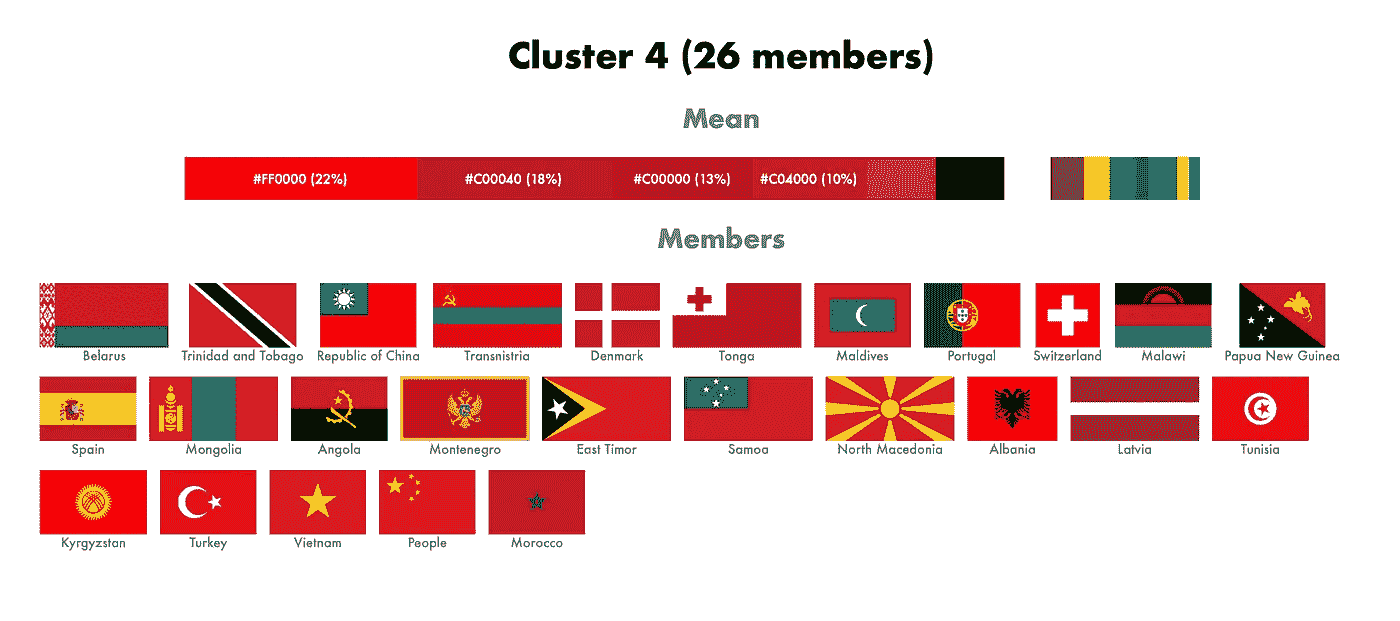 Cluster 4 (26 members)
Mean
#FF0000 (22%) #C00040 (18%) #C00000 (13%) #C04000 (10%)
Members
Belarus Trinidad and Tobago Republic of China Transnistria Denmark Tonga Maldives Portugal Switzerland Malawi Papua New Guinea
Spain Mongolia Angola Montenegro East Timor Samoa North Macedonia Albania Latvia Tunisia
Kyrgyzstan Turkey Vietnam People Morocco